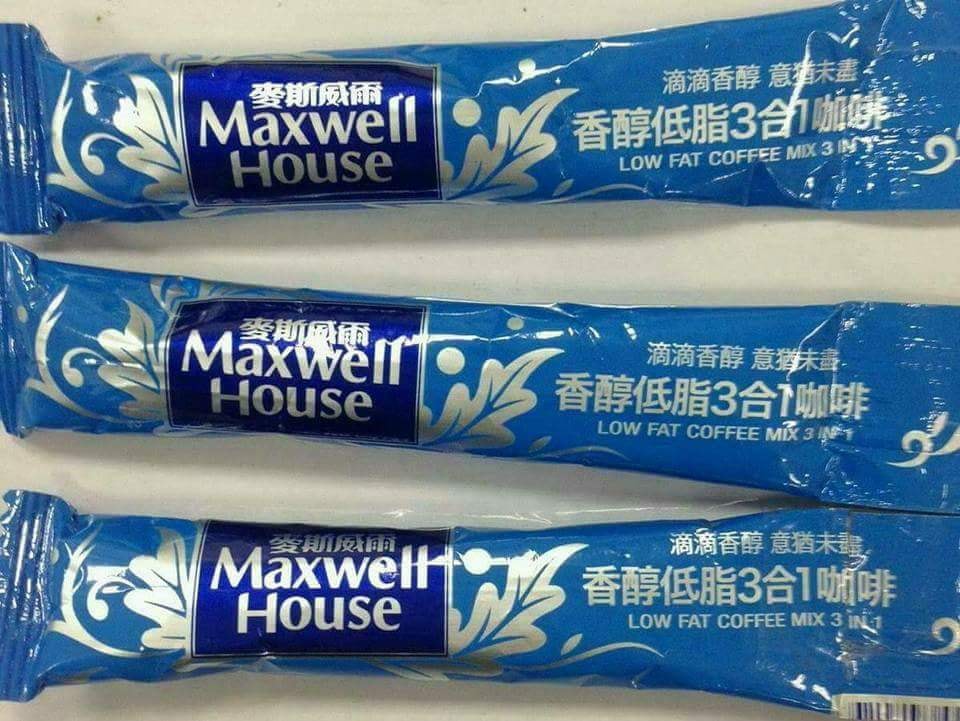 麥斯威爾
Maxwell
House
滴滴香醇 意猶未盡
香醇低脂3合1咖啡
LOW FAT COFFEE MIX 3 IN 1
麥斯威爾
Maxwell
House
滴滴香醇 意猶未盡
香醇低脂3合1咖啡
LOW FAT COFFEE MIX 3 IN 1
麥斯威爾
Maxwell
House
滴滴香醇 意猶未盡
香醇低脂3合1咖啡
LOW FAT COFFEE MIX 3 IN 1